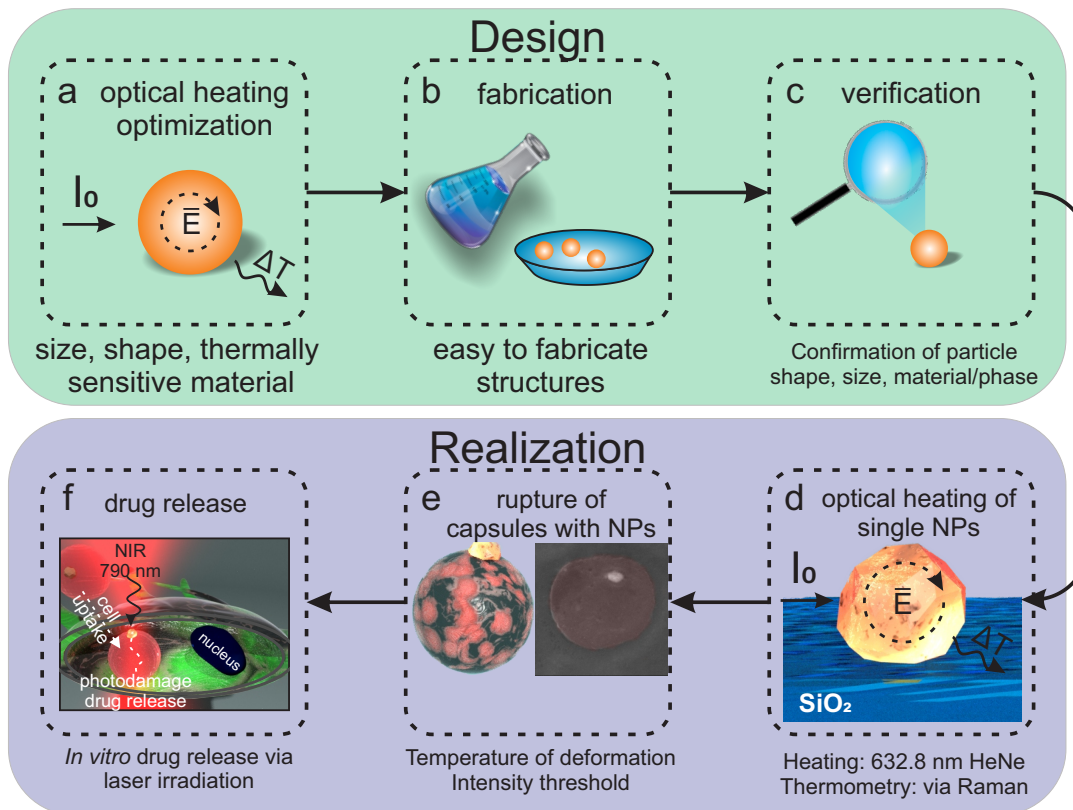 Design
a optical heating
optimization
I₀
Ē
ΔT
size, shape, thermally
sensitive material
b fabrication
easy to fabricate
structures
c verification
Confirmation of particle
shape, size, material/phase
Realization
f drug release
NIR
790 nm
cell
uptake
nucleus
photodamage
drug release
In vitro drug release via
laser irradiation
e rupture of
capsules with NPs
Temperature of deformation
Intensity threshold
d optical heating of
single NPs
I₀
Ē
ΔT
SiO₂
Heating: 632.8 nm HeNe
Thermometry: via Raman